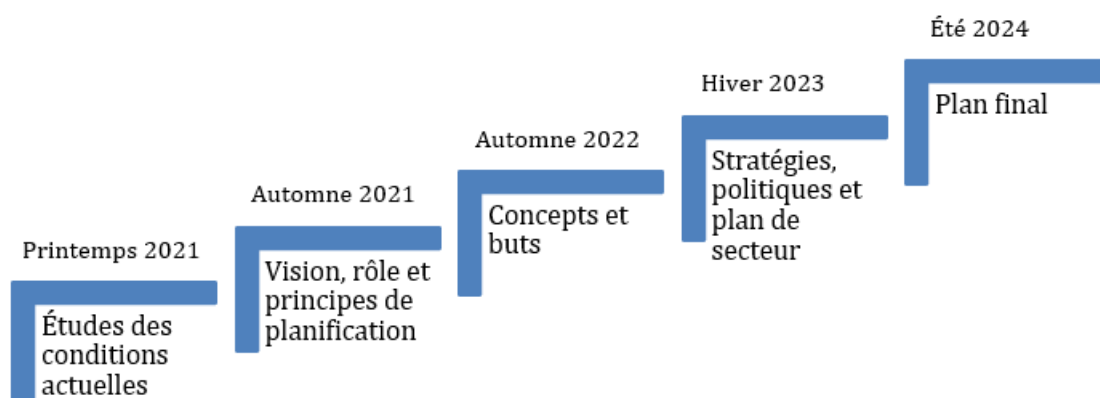 Printemps 2021
Études des
conditions
actuelles
Automne 2021
Vision, rôle et
principes de
planification
Automne 2022
Concepts et
buts
Hiver 2023
Stratégies,
politiques et
plan de
secteur
Été 2024
Plan final